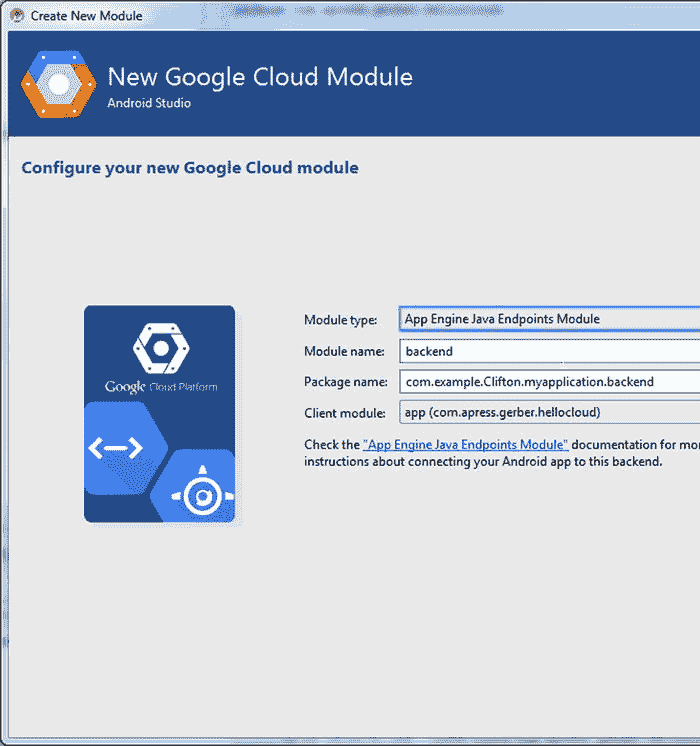 Create New Module
New Google Cloud Module
Android Studio
Configure your new Google Cloud module
Google Cloud Platform
Module type: App Engine Java Endpoints Module
Module name: backend
Package name: com.example.Clifton.myapplication.backend
Client module: app (com.apress.gerber.hellocloud)
Check the "App Engine Java Endpoints Module" documentation for mor
instructions about connecting your Android app to this backend.